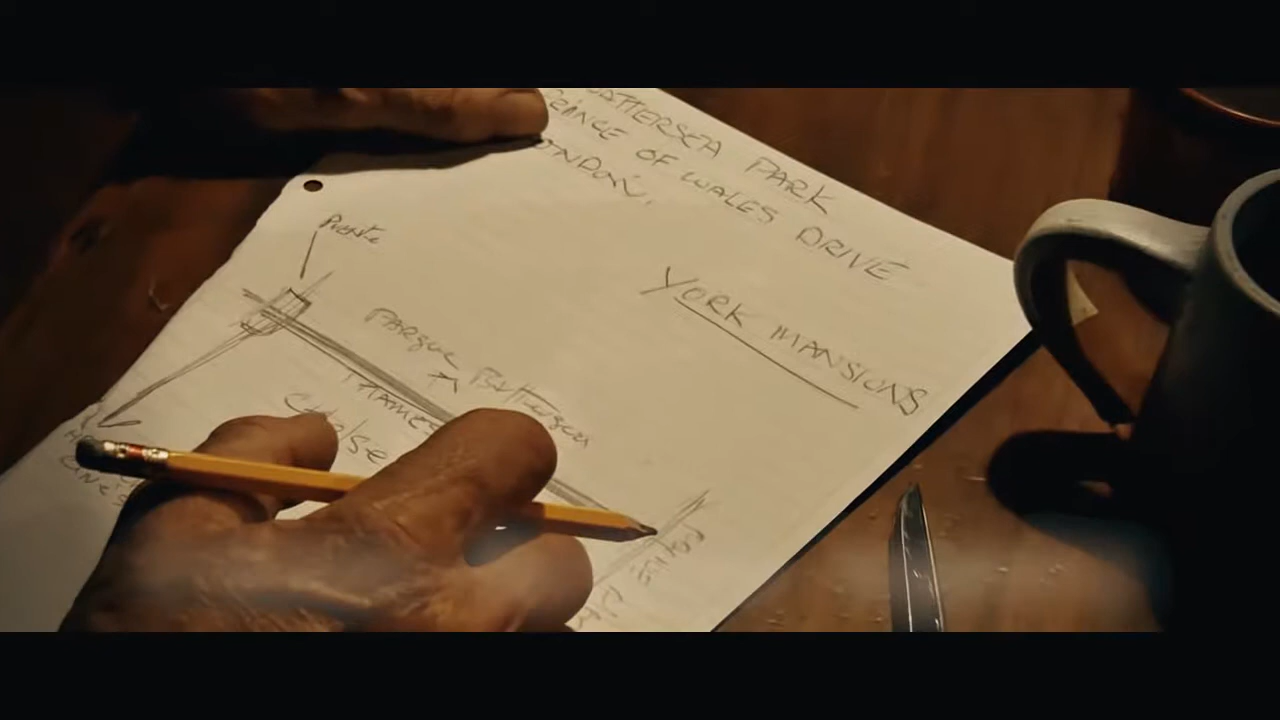 BATTERSEA PARK
PRINCE OF WALES DRIVE
LONDON.
YORK MANSIONS
Puente
PARque Battersea
THAMES
Chelsea